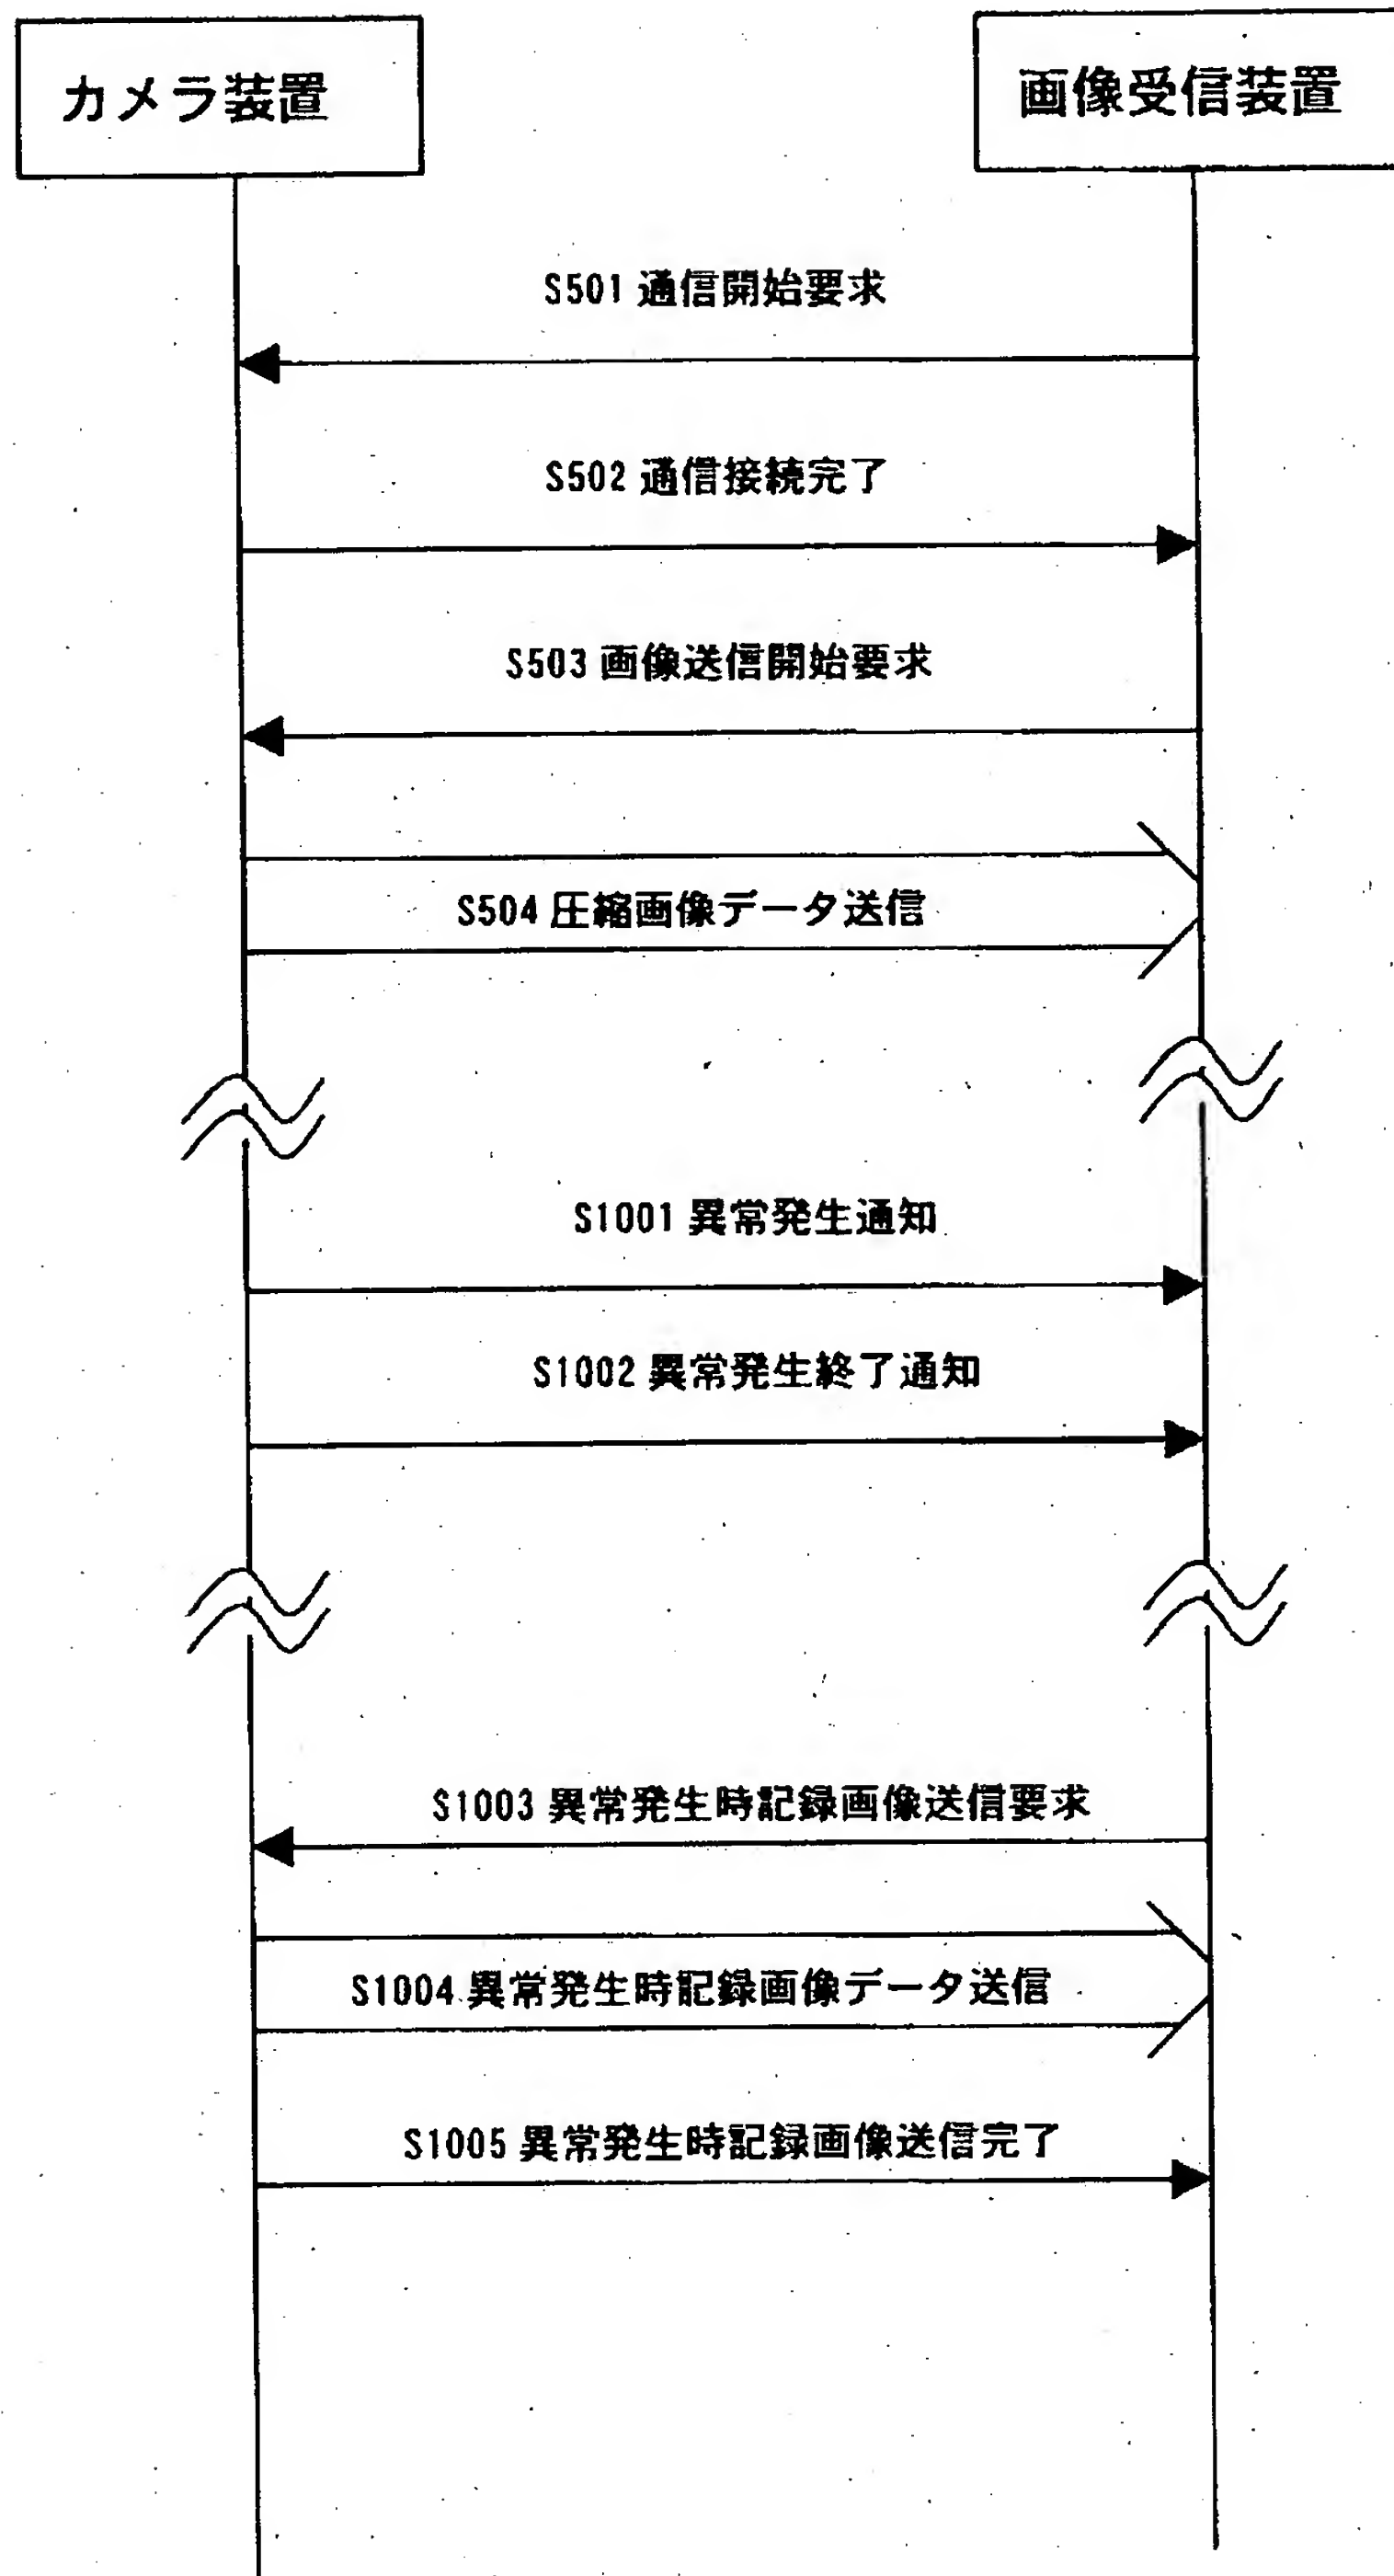 カメラ装置
画像受信装置
S501 通信開始要求
S502 通信接続完了
S503 画像送信開始要求
S504 圧縮画像データ送信
S1001 異常発生通知
S1002 異常発生終了通知
S1003 異常発生時記録画像送信要求
S1004 異常発生時記録画像データ送信
S1005 異常発生時記録画像送信完了